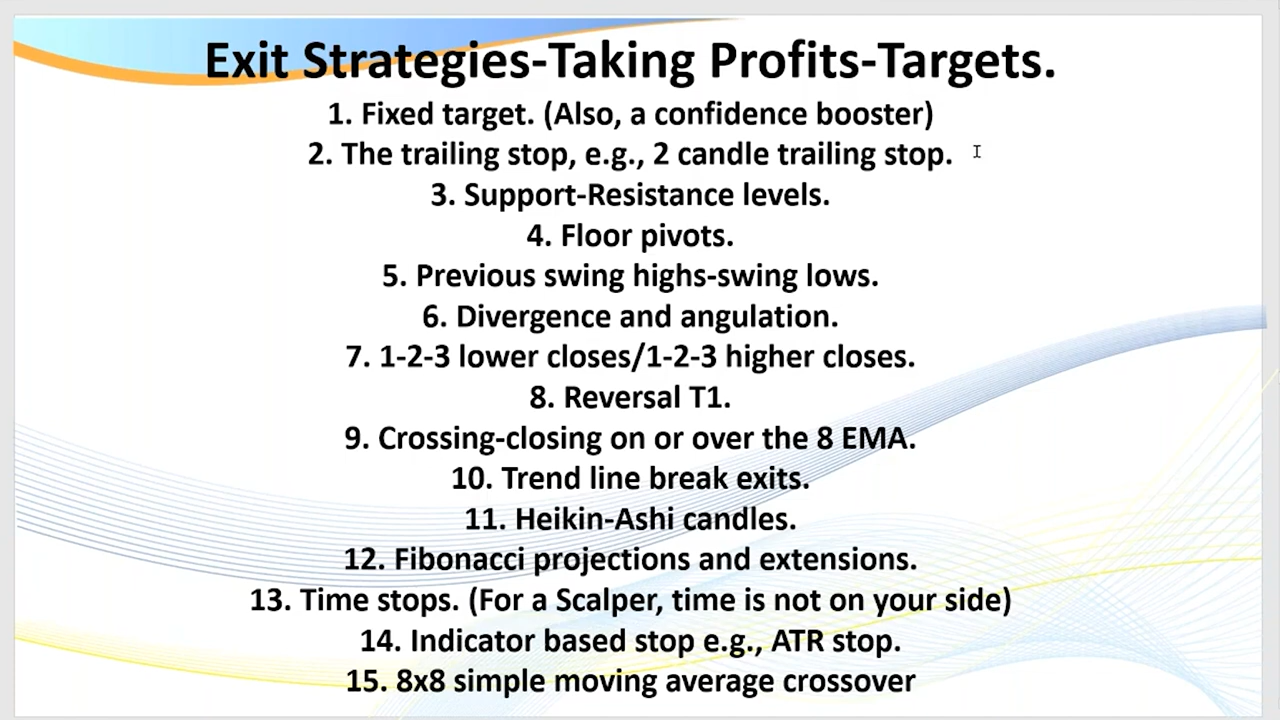 Exit Strategies-Taking Profits-Targets.
1. Fixed target. (Also, a confidence booster)
2. The trailing stop, e.g., 2 candle trailing stop.
3. Support-Resistance levels.
4. Floor pivots.
5. Previous swing highs-swing lows.
6. Divergence and angulation.
7. 1-2-3 lower closes/1-2-3 higher closes.
8. Reversal T1.
9. Crossing-closing on or over the 8 EMA.
10. Trend line break exits.
11. Heikin-Ashi candles.
12. Fibonacci projections and extensions.
13. Time stops. (For a Scalper, time is not on your side)
14. Indicator based stop e.g., ATR stop.
15. 8x8 simple moving average crossover